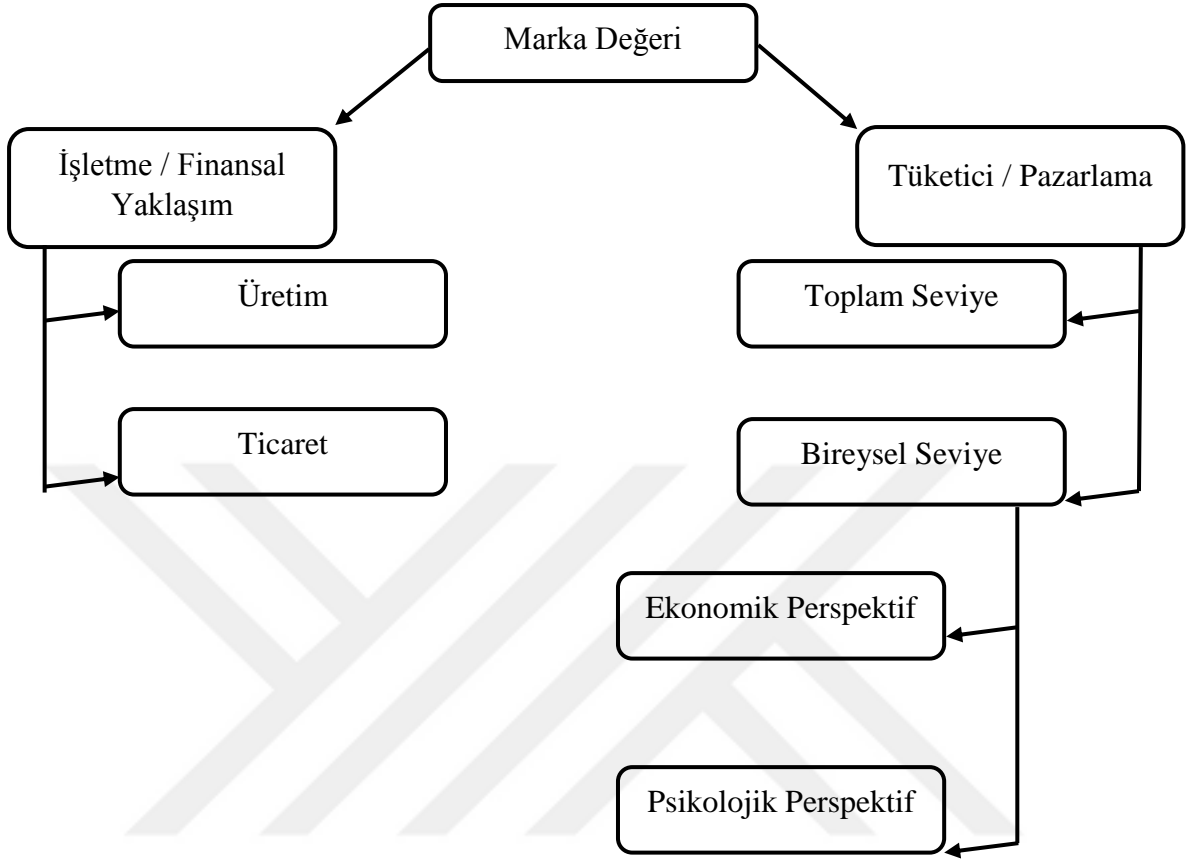 Marka Değeri
İşletme / Finansal
Yaklaşım
Tüketici / Pazarlama
Üretim
Toplam Seviye
Ticaret
Bireysel Seviye
Ekonomik Perspektif
Psikolojik Perspektif